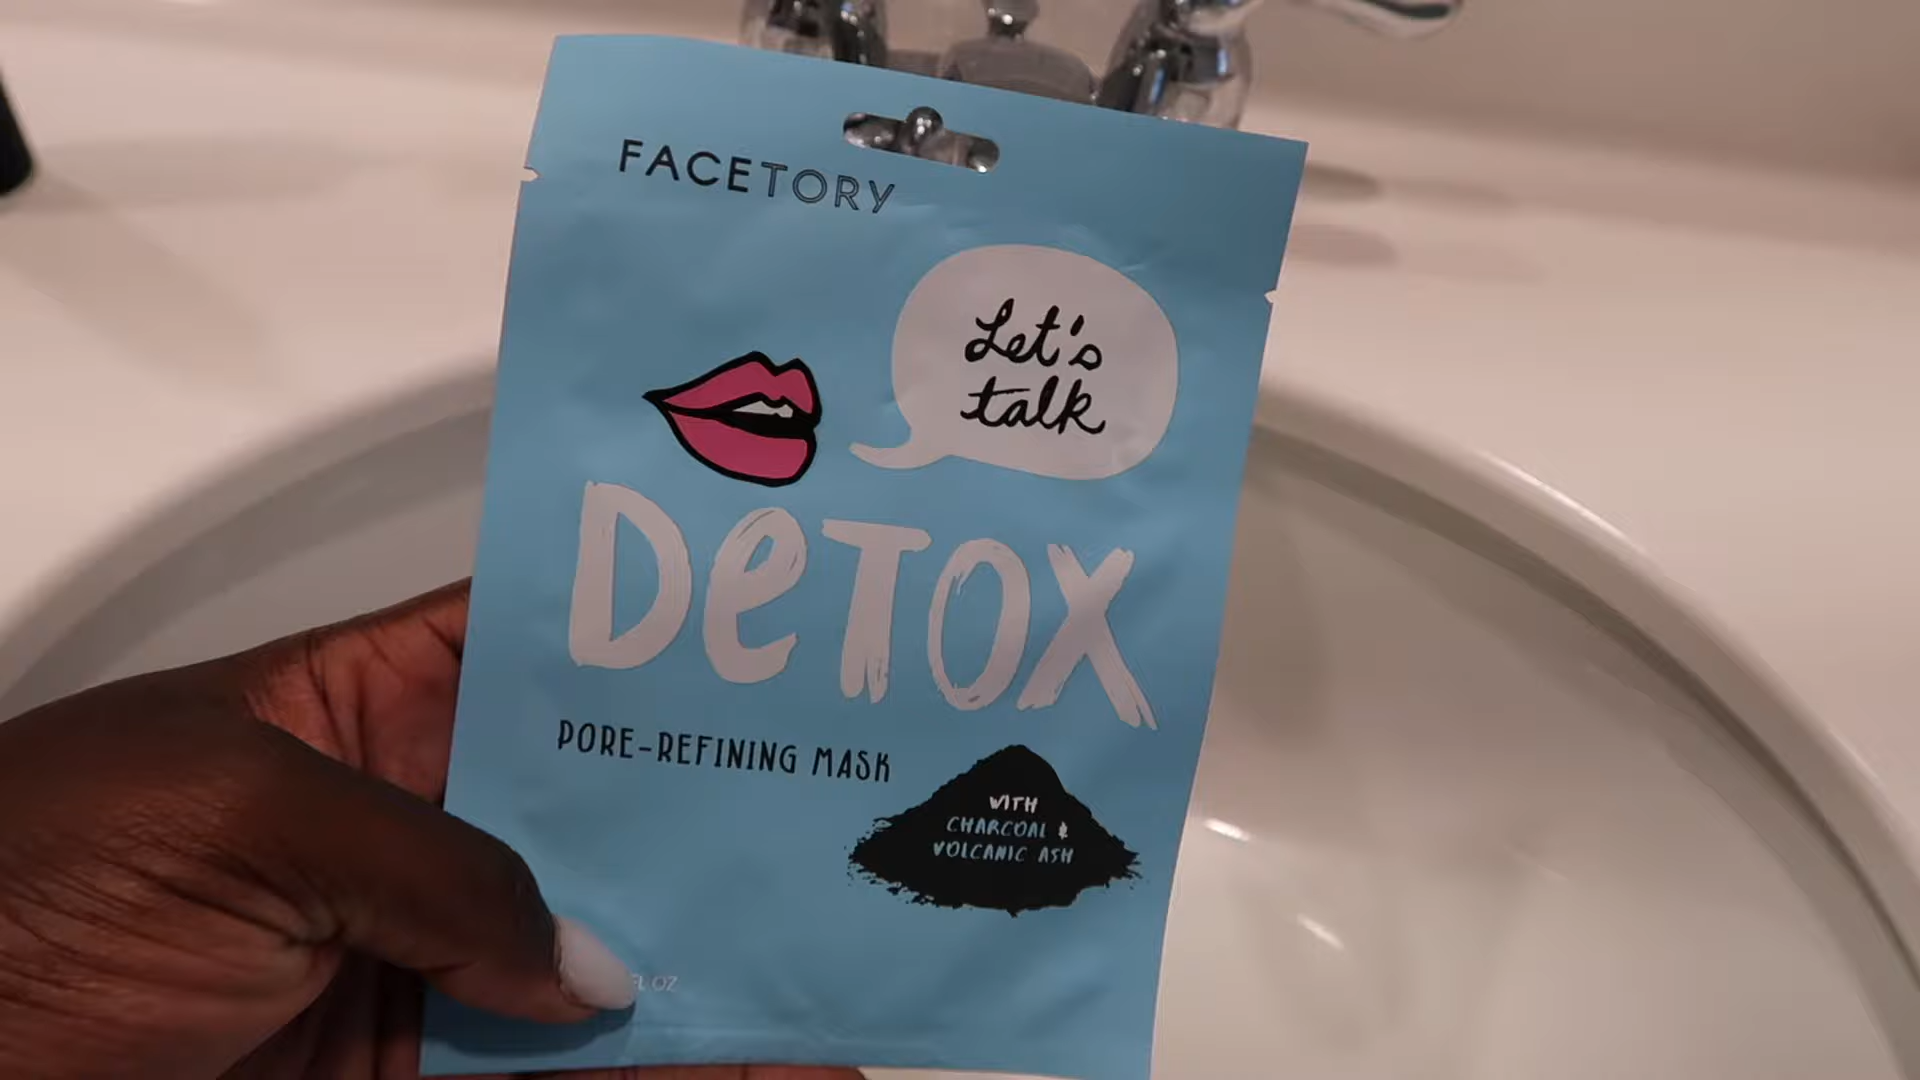 FACETORY
Let's
talk
DeTOX
PORE-REFINING MASK
WITH
CHARCOAL &
VOLCANIC ASH
FL OZ